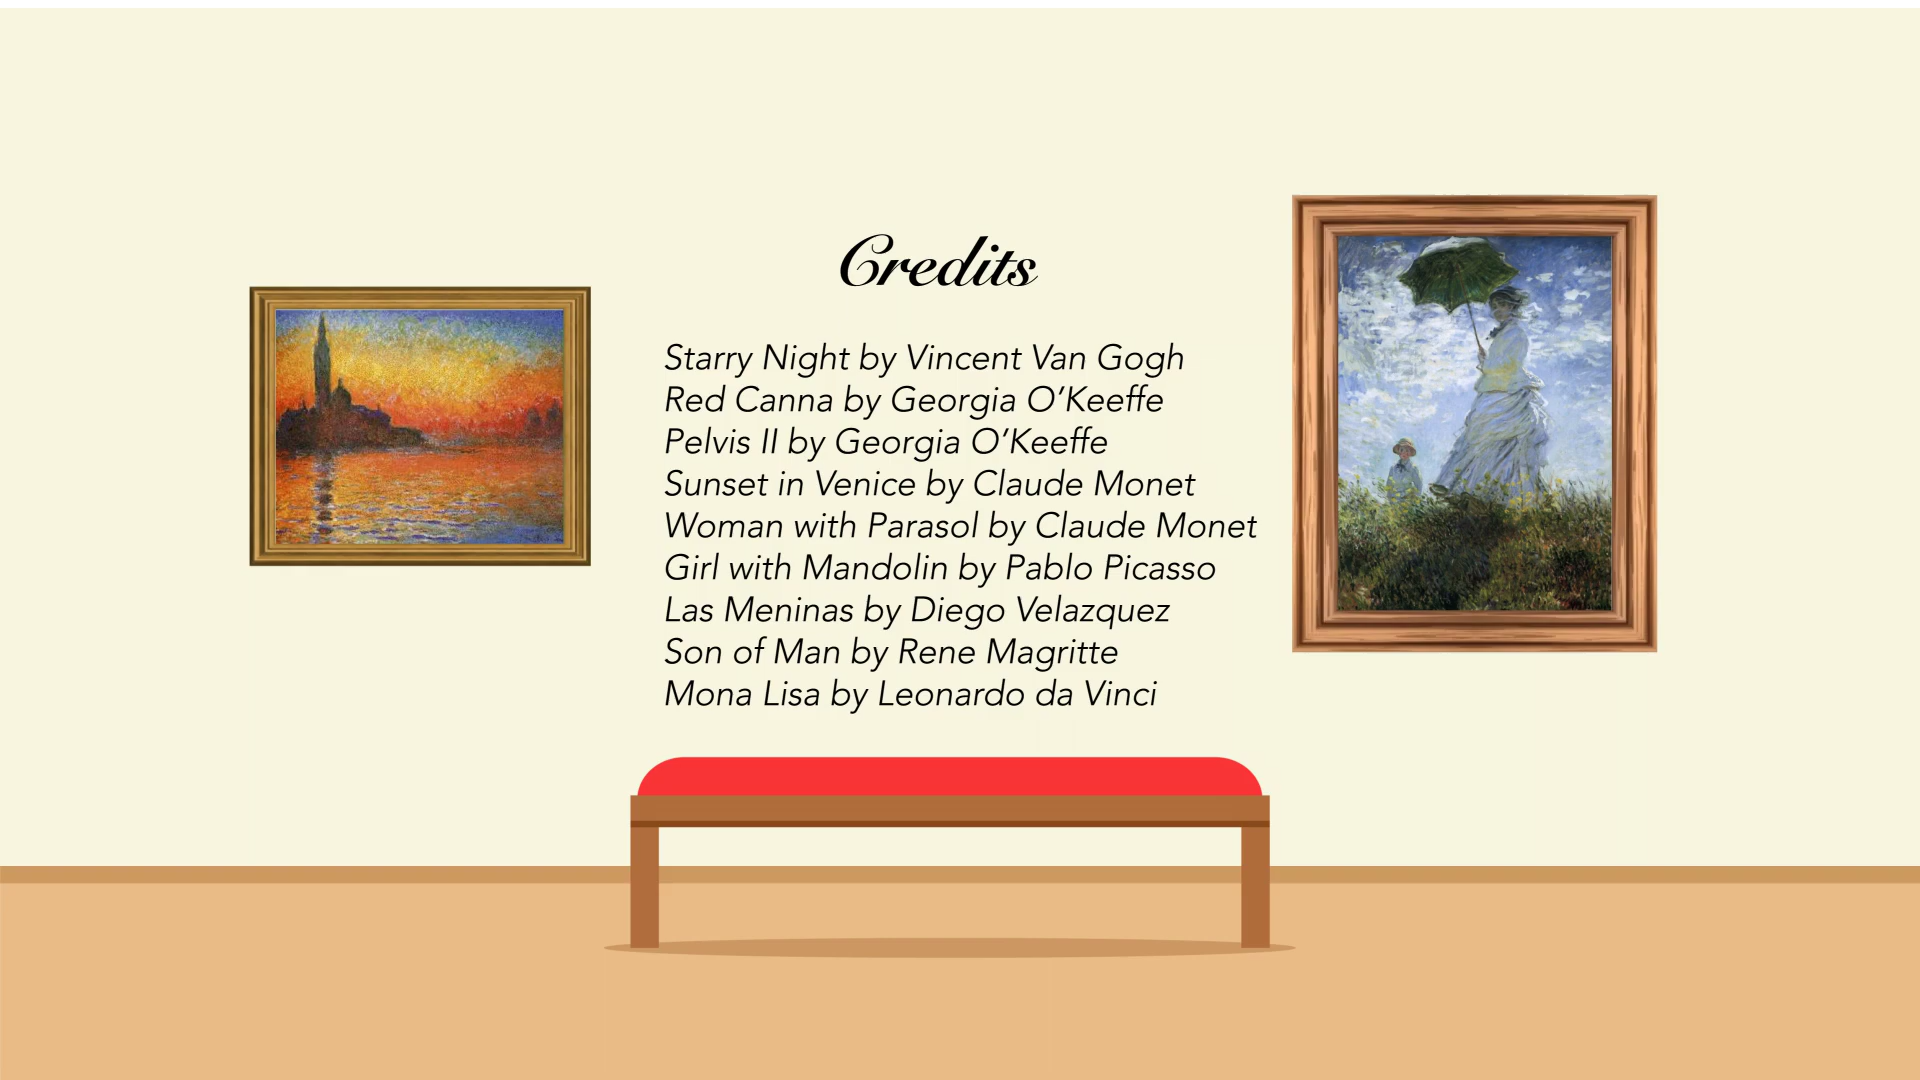 Credits
Starry Night by Vincent Van Gogh
Red Canna by Georgia O’Keeffe
Pelvis II by Georgia O’Keeffe
Sunset in Venice by Claude Monet
Woman with Parasol by Claude Monet
Girl with Mandolin by Pablo Picasso
Las Meninas by Diego Velazquez
Son of Man by Rene Magritte
Mona Lisa by Leonardo da Vinci